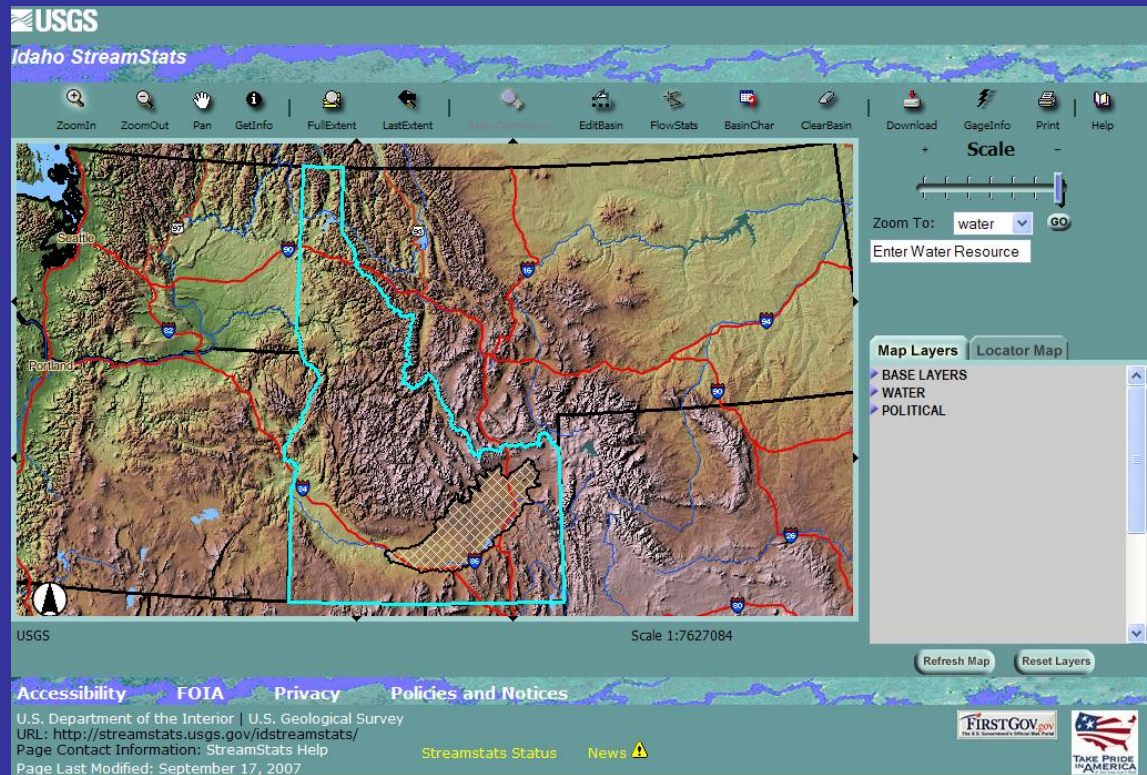 USGS
Idaho StreamStats
ZoomIn ZoomOut Pan GetInfo FullExtent LastExtent EditBasin FlowStats BasinChar ClearBasin Download GageInfo Print Help
+ Scale -
Zoom To: water GO
Enter Water Resource
Seattle
97
93
90
15
82
94
Portland
90
84
86
26
80
Map Layers Locator Map
BASE LAYERS
WATER
POLITICAL
USGS Scale 1:7627084
Refresh Map Reset Layers
Accessibility FOIA Privacy Policies and Notices
U.S. Department of the Interior | U.S. Geological Survey
URL: http://streamstats.usgs.gov/idstreamstats/
Page Contact Information: StreamStats Help Streamstats Status News
Page Last Modified: September 17, 2007
FIRSTGOV.gov
TAKE PRIDE
IN AMERICA